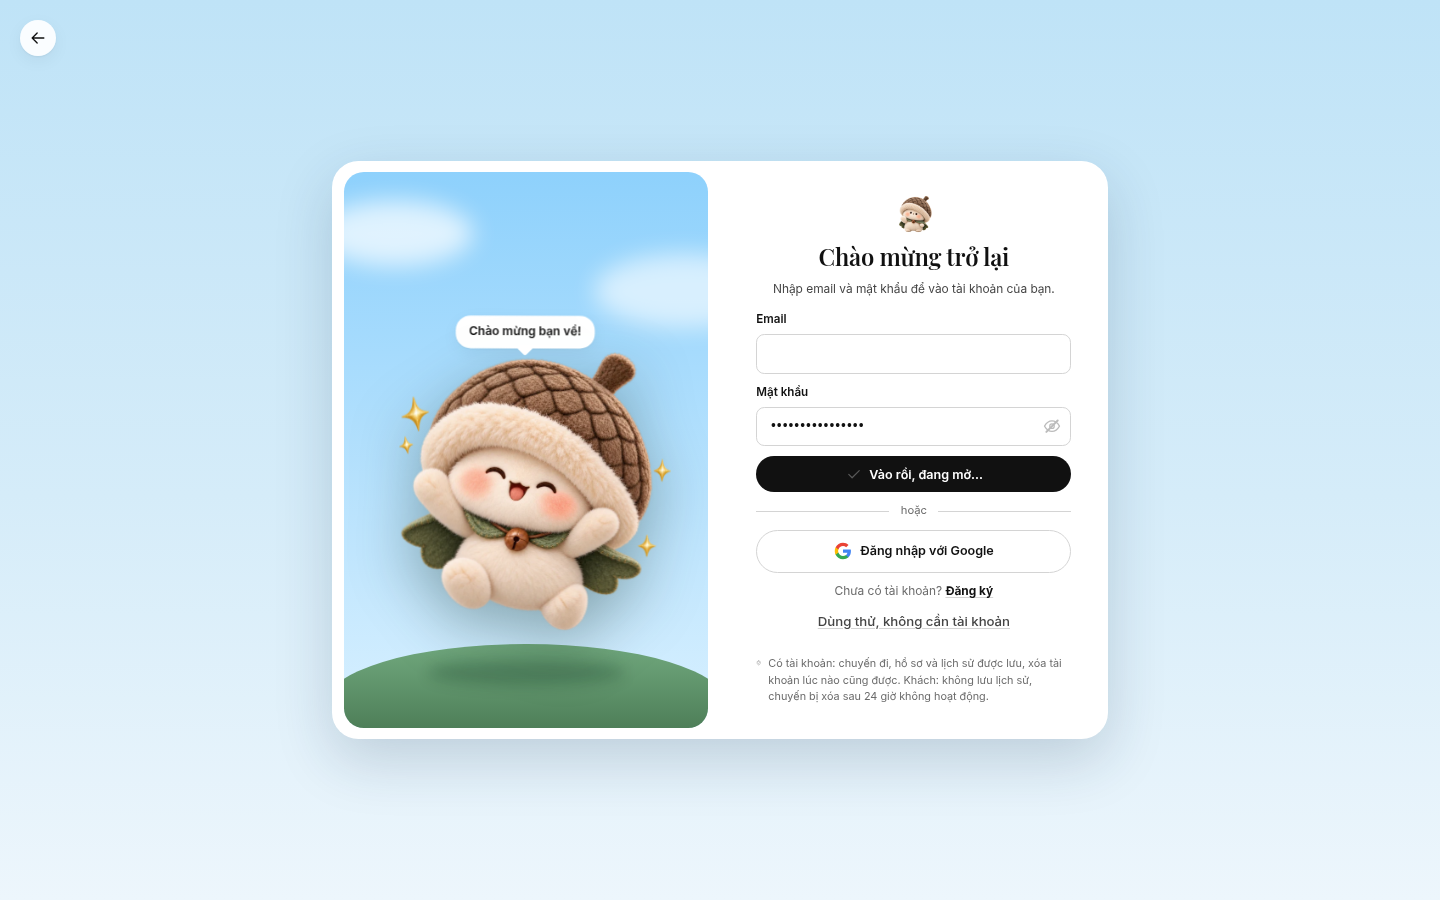 Chào mừng bạn về!
Chào mừng trở lại
Nhập email và mật khẩu để vào tài khoản của bạn.
Email
Mật khẩu
••••••••••••••••
Vào rồi, đang mở...
hoặc
Đăng nhập với Google
Chưa có tài khoản? Đăng ký
Dùng thử, không cần tài khoản
Có tài khoản: chuyến đi, hồ sơ và lịch sử được lưu, xóa tài
khoản lúc nào cũng được. Khách: không lưu lịch sử,
chuyến bị xóa sau 24 giờ không hoạt động.